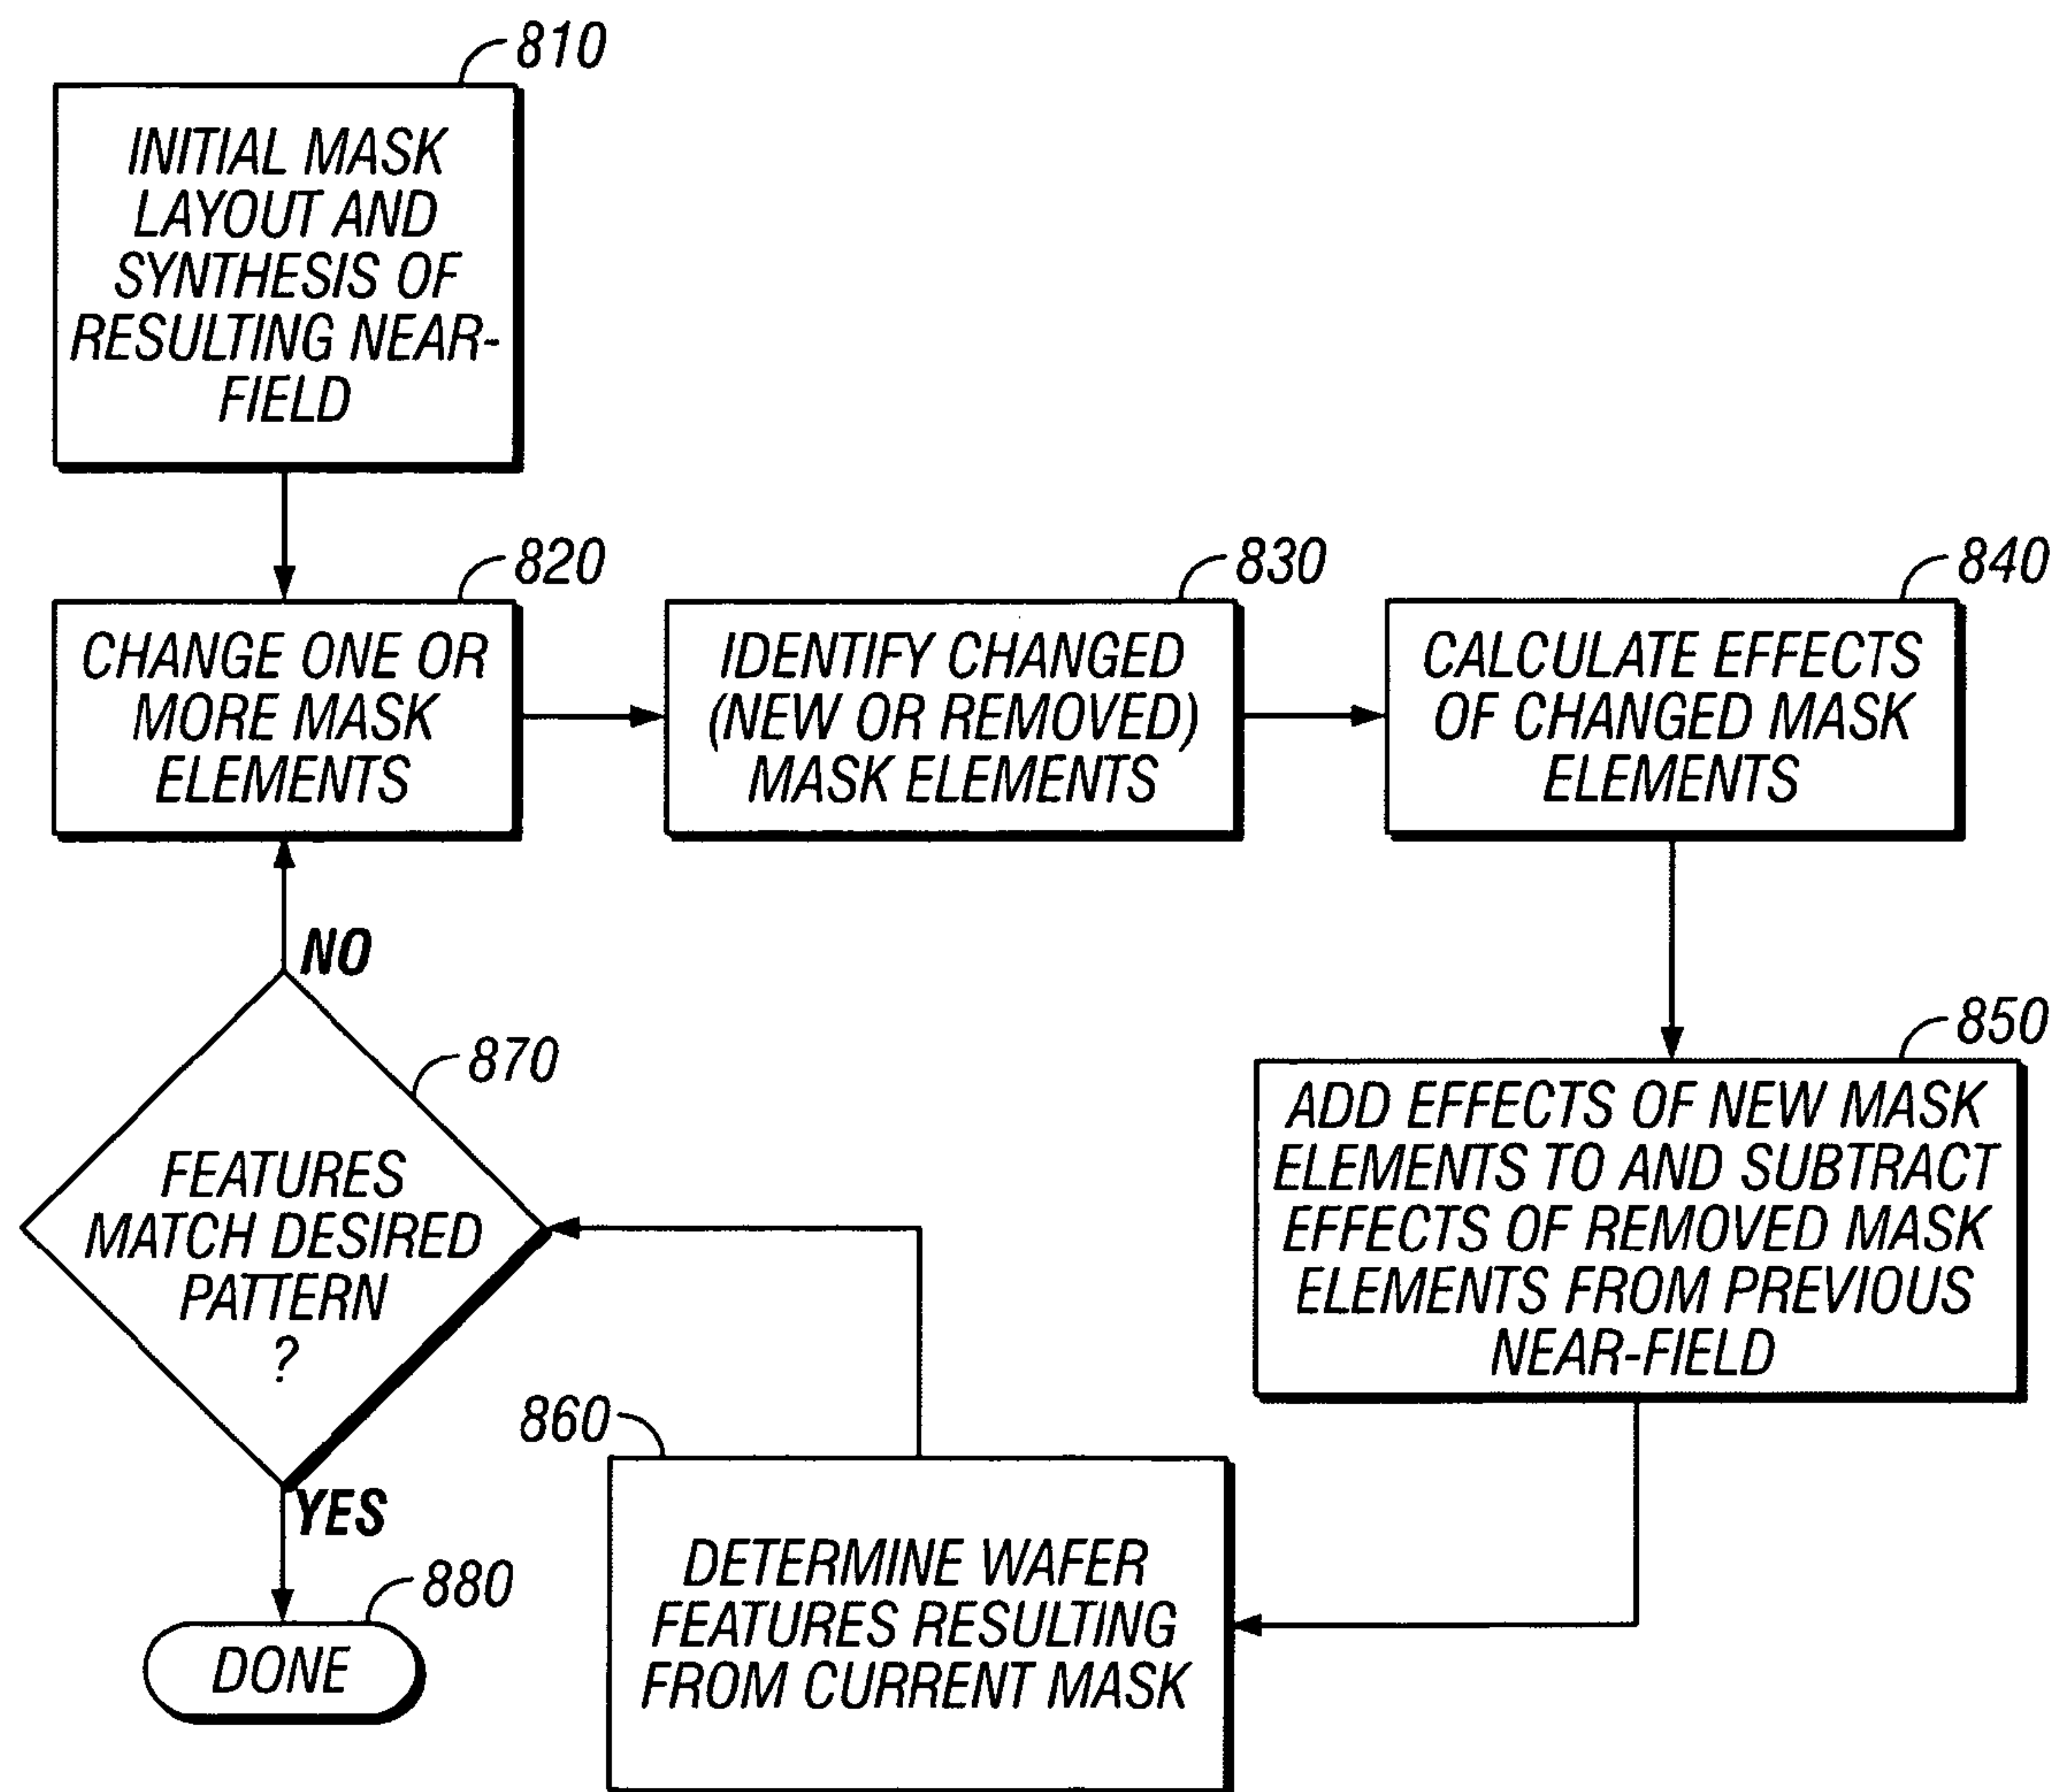 810
INITIAL MASK
LAYOUT AND
SYNTHESIS OF
RESULTING NEAR-
FIELD
820
CHANGE ONE OR
MORE MASK
ELEMENTS
830
IDENTIFY CHANGED
(NEW OR REMOVED)
MASK ELEMENTS
840
CALCULATE EFFECTS
OF CHANGED MASK
ELEMENTS
850
ADD EFFECTS OF NEW MASK
ELEMENTS TO AND SUBTRACT
EFFECTS OF REMOVED MASK
ELEMENTS FROM PREVIOUS
NEAR-FIELD
860
DETERMINE WAFER
FEATURES RESULTING
FROM CURRENT MASK
870
FEATURES
MATCH DESIRED
PATTERN
?
NO
YES
880
DONE